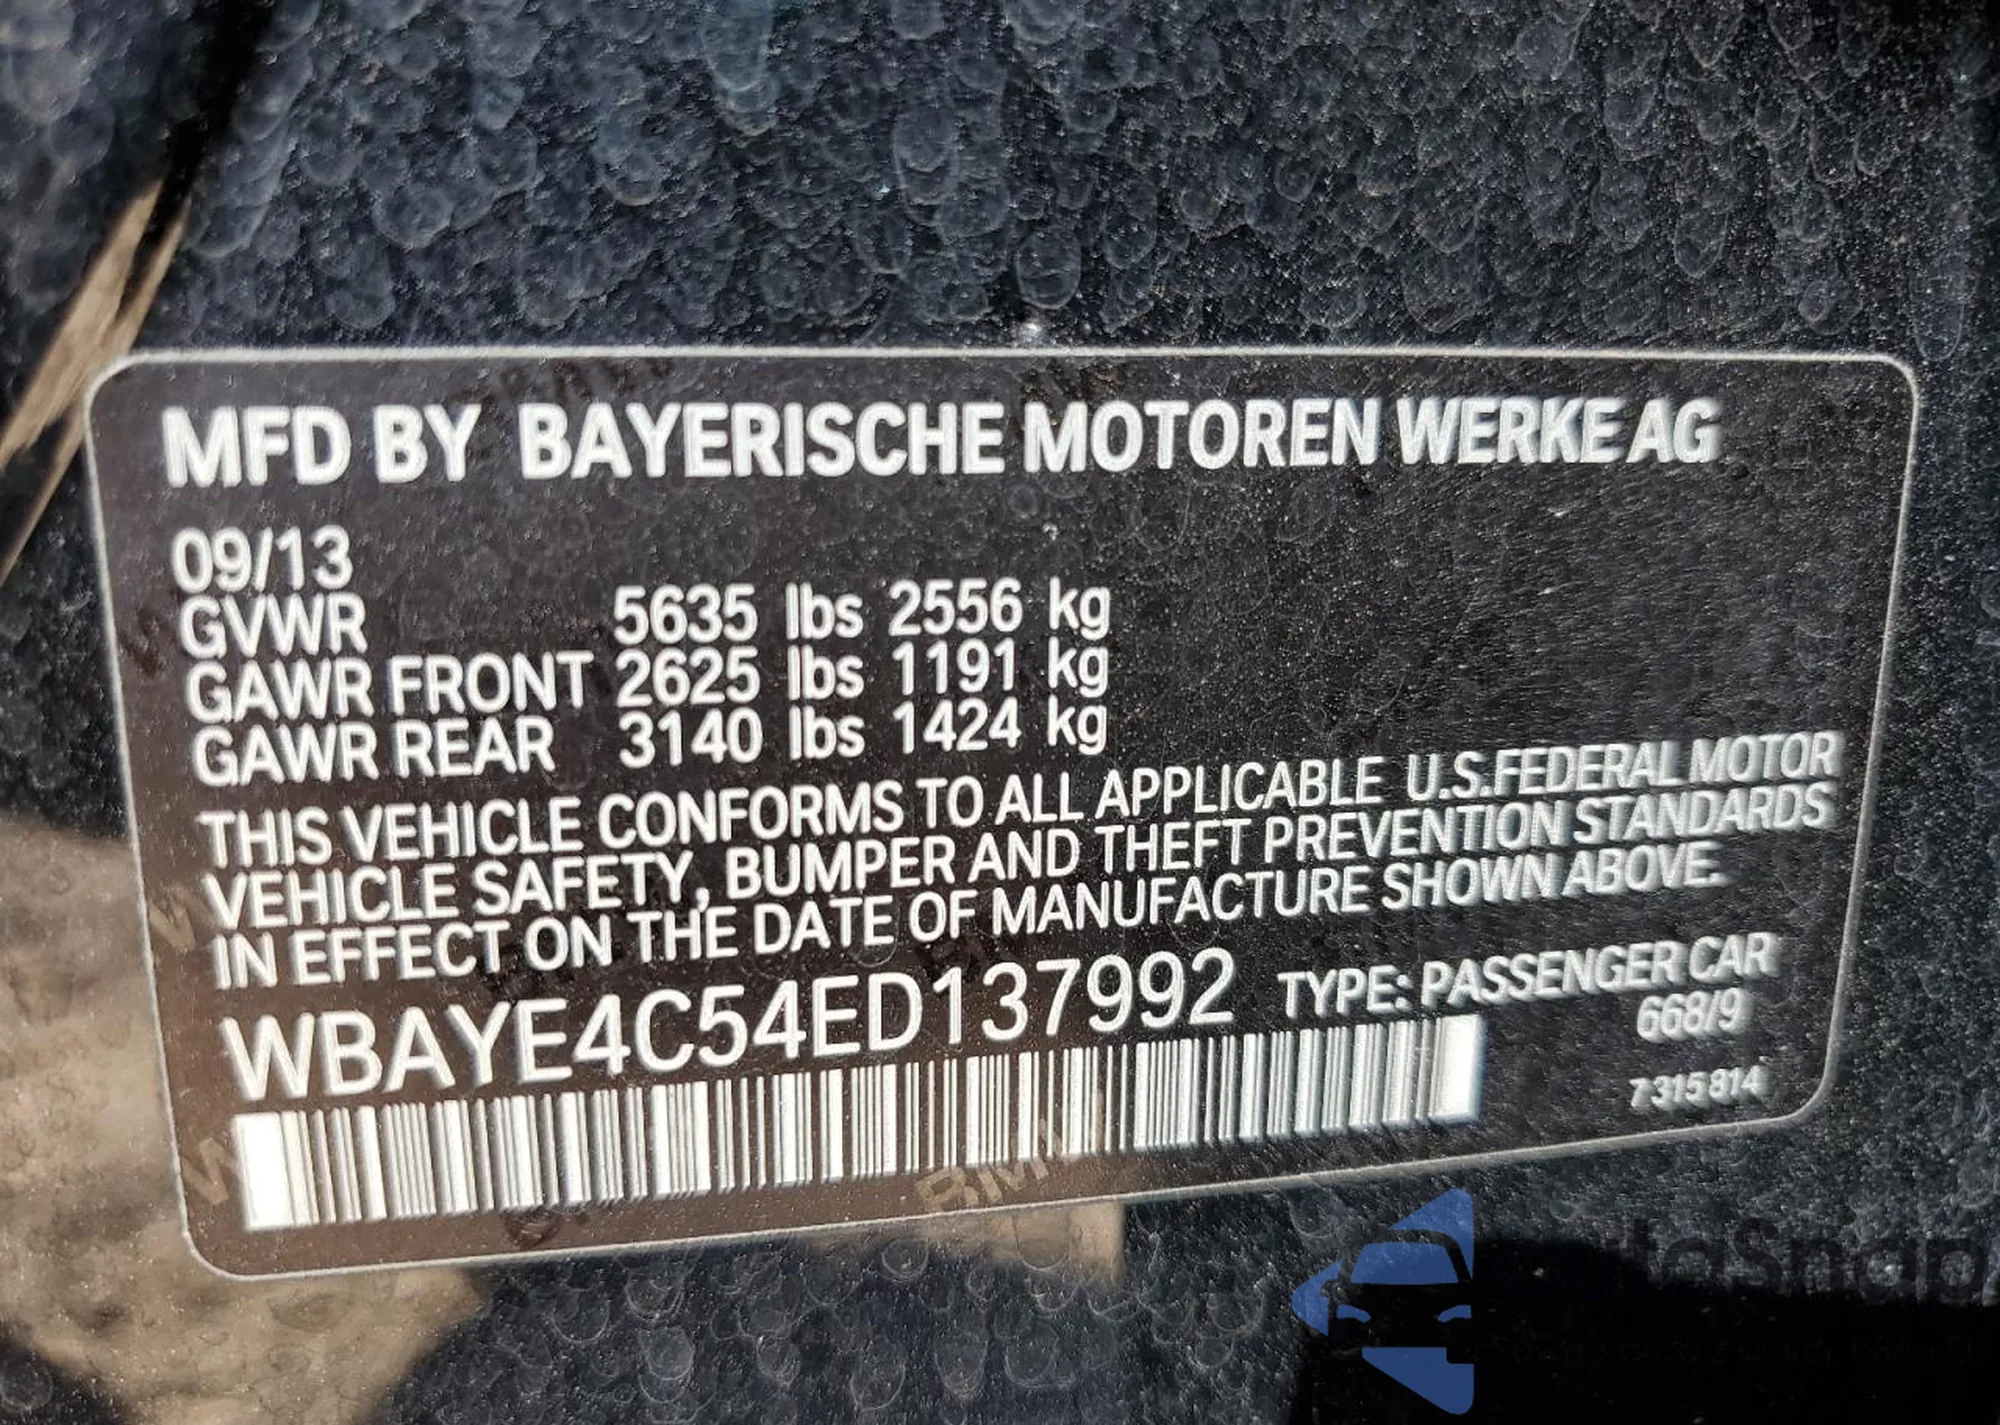 MFD BY BAYERISCHE MOTOREN WERKE AG
09/13
GVWR 5635 lbs 2556 kg
GAWR FRONT 2625 lbs 1191 kg
GAWR REAR 3140 lbs 1424 kg
THIS VEHICLE CONFORMS TO ALL APPLICABLE U.S.FEDERAL MOTOR
VEHICLE SAFETY, BUMPER AND THEFT PREVENTION STANDARDS
IN EFFECT ON THE DATE OF MANUFACTURE SHOWN ABOVE.
WBAYE4C54ED137992 TYPE: PASSENGER CAR
668/9
7 315 814